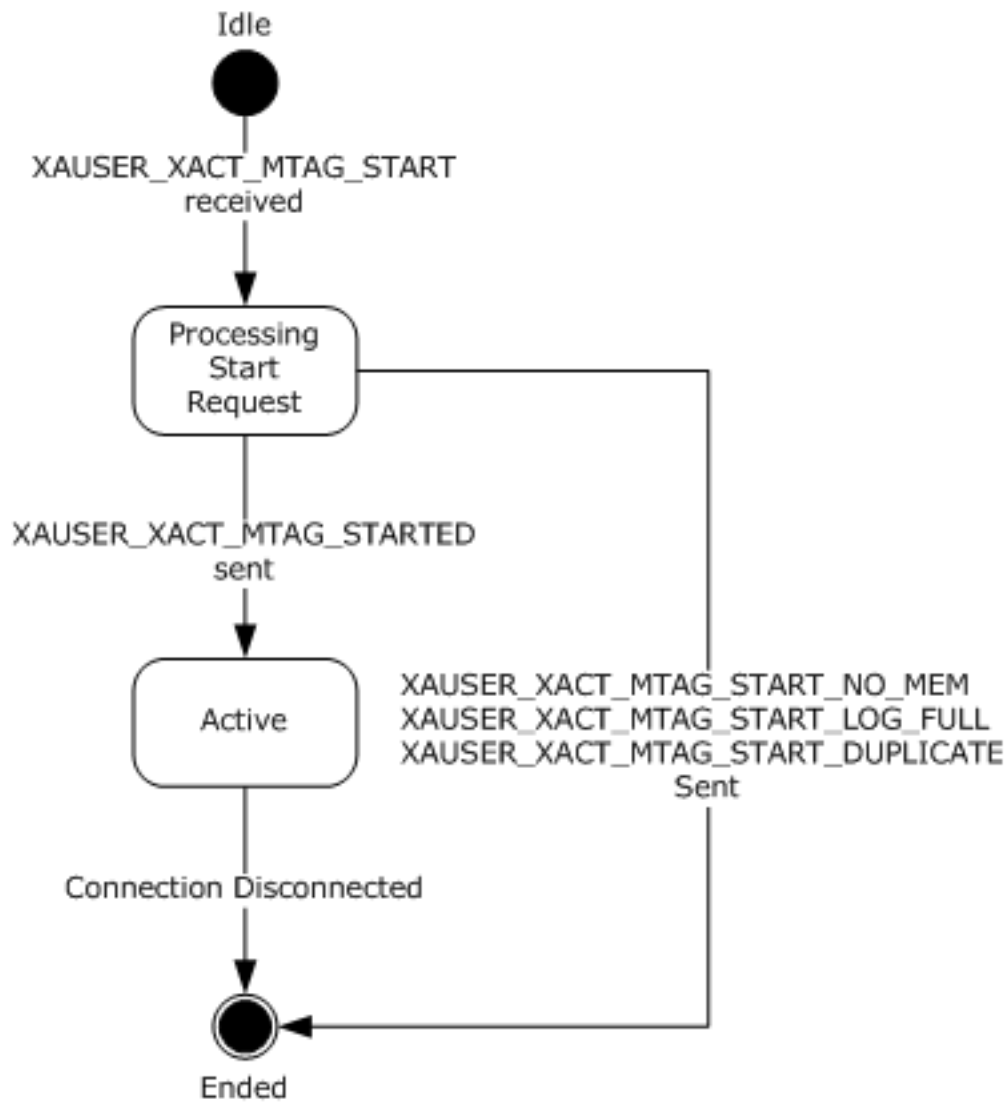 Idle
XAUSER_XACT_MTAG_START
received
Processing
Start
Request
XAUSER_XACT_MTAG_STARTED
sent
Active
XAUSER_XACT_MTAG_START_NO_MEM
XAUSER_XACT_MTAG_START_LOG_FULL
XAUSER_XACT_MTAG_START_DUPLICATE
Sent
Connection Disconnected
Ended